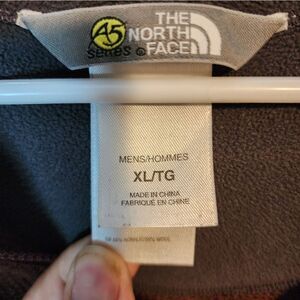 A5
SERIES
THE
NORTH
FACE
MENS/HOMMES
XL/TG
MADE IN CHINA
FABRIQUÉ EN CHINE